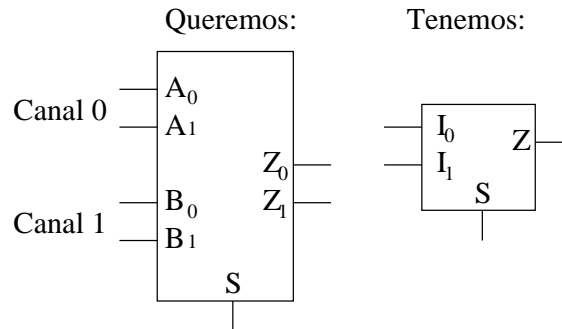 Queremos:
Tenemos:
Canal 0
A0
A1
Z0
Z1
Canal 1
B0
B1
S
I0
I1
Z
S